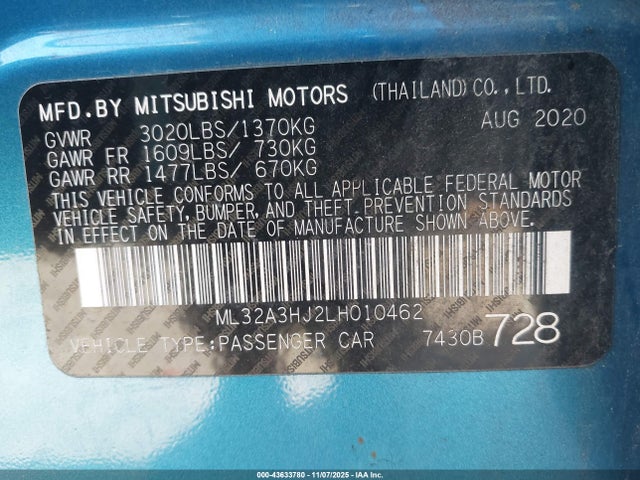 MFD. BY MITSUBISHI MOTORS (THAILAND) CO., LTD.
GVWR 3020LBS/1370KG AUG 2020
GAWR FR 1609LBS/ 730KG
GAWR RR 1477LBS/ 670KG
THIS VEHICLE CONFORMS TO ALL APPLICABLE FEDERAL MOTOR
VEHICLE SAFETY, BUMPER, AND THEFT PREVENTION STANDARDS
IN EFFECT ON THE DATE OF MANUFACTURE SHOWN ABOVE.
ML32A3HJ2LH010462
VEHICLE TYPE:PASSENGER CAR 7430B 728
000-43633780 - 11/07/2025 - iaai.com